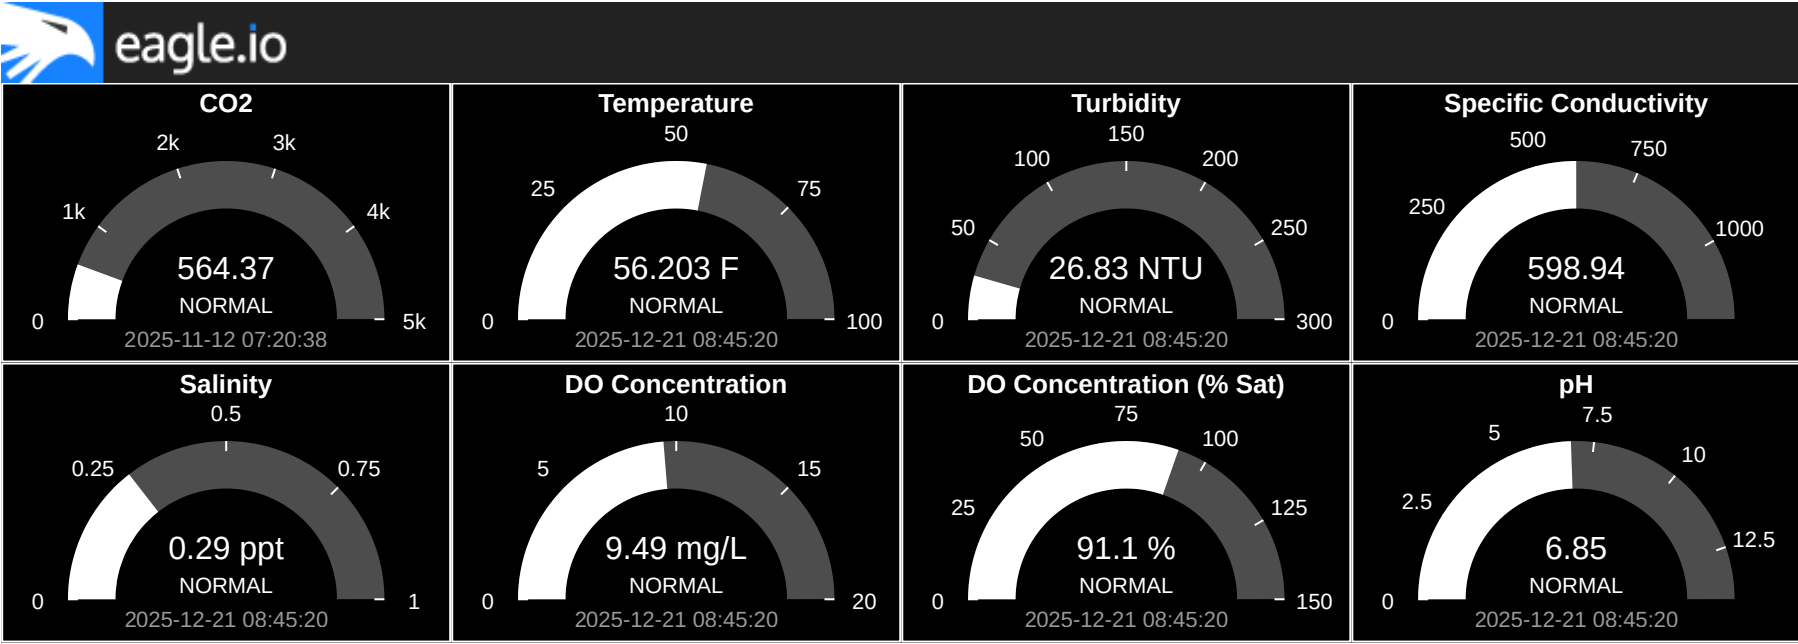 eagle.io
CO2
2k
3k
1k
4k
564.37
NORMAL
0
5k
2025-11-12 07:20:38
Temperature
50
25
75
56.203 F
NORMAL
0
100
2025-12-21 08:45:20
Turbidity
150
100
200
50
250
26.83 NTU
NORMAL
0
300
2025-12-21 08:45:20
Specific Conductivity
500
750
250
1000
598.94
NORMAL
0
2025-12-21 08:45:20
Salinity
0.5
0.25
0.75
0.29 ppt
NORMAL
0
1
2025-12-21 08:45:20
DO Concentration
10
5
15
9.49 mg/L
NORMAL
0
20
2025-12-21 08:45:20
DO Concentration (% Sat)
75
50
100
25
125
91.1 %
NORMAL
0
150
2025-12-21 08:45:20
pH
7.5
5
10
2.5
12.5
6.85
NORMAL
0
2025-12-21 08:45:20